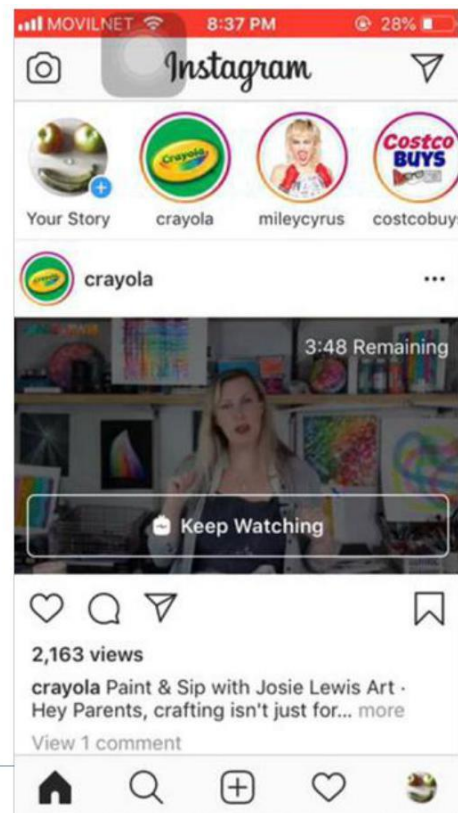 MOVILNET 8:37 PM 28%
Instagram
Crayola
Costco
BUYS
Your Story crayola mileycyrus costcobuys
crayola
3:48 Remaining
Keep Watching
2,163 views
crayola Paint & Sip with Josie Lewis Art ·
Hey Parents, crafting isn't just for... more
View 1 comment